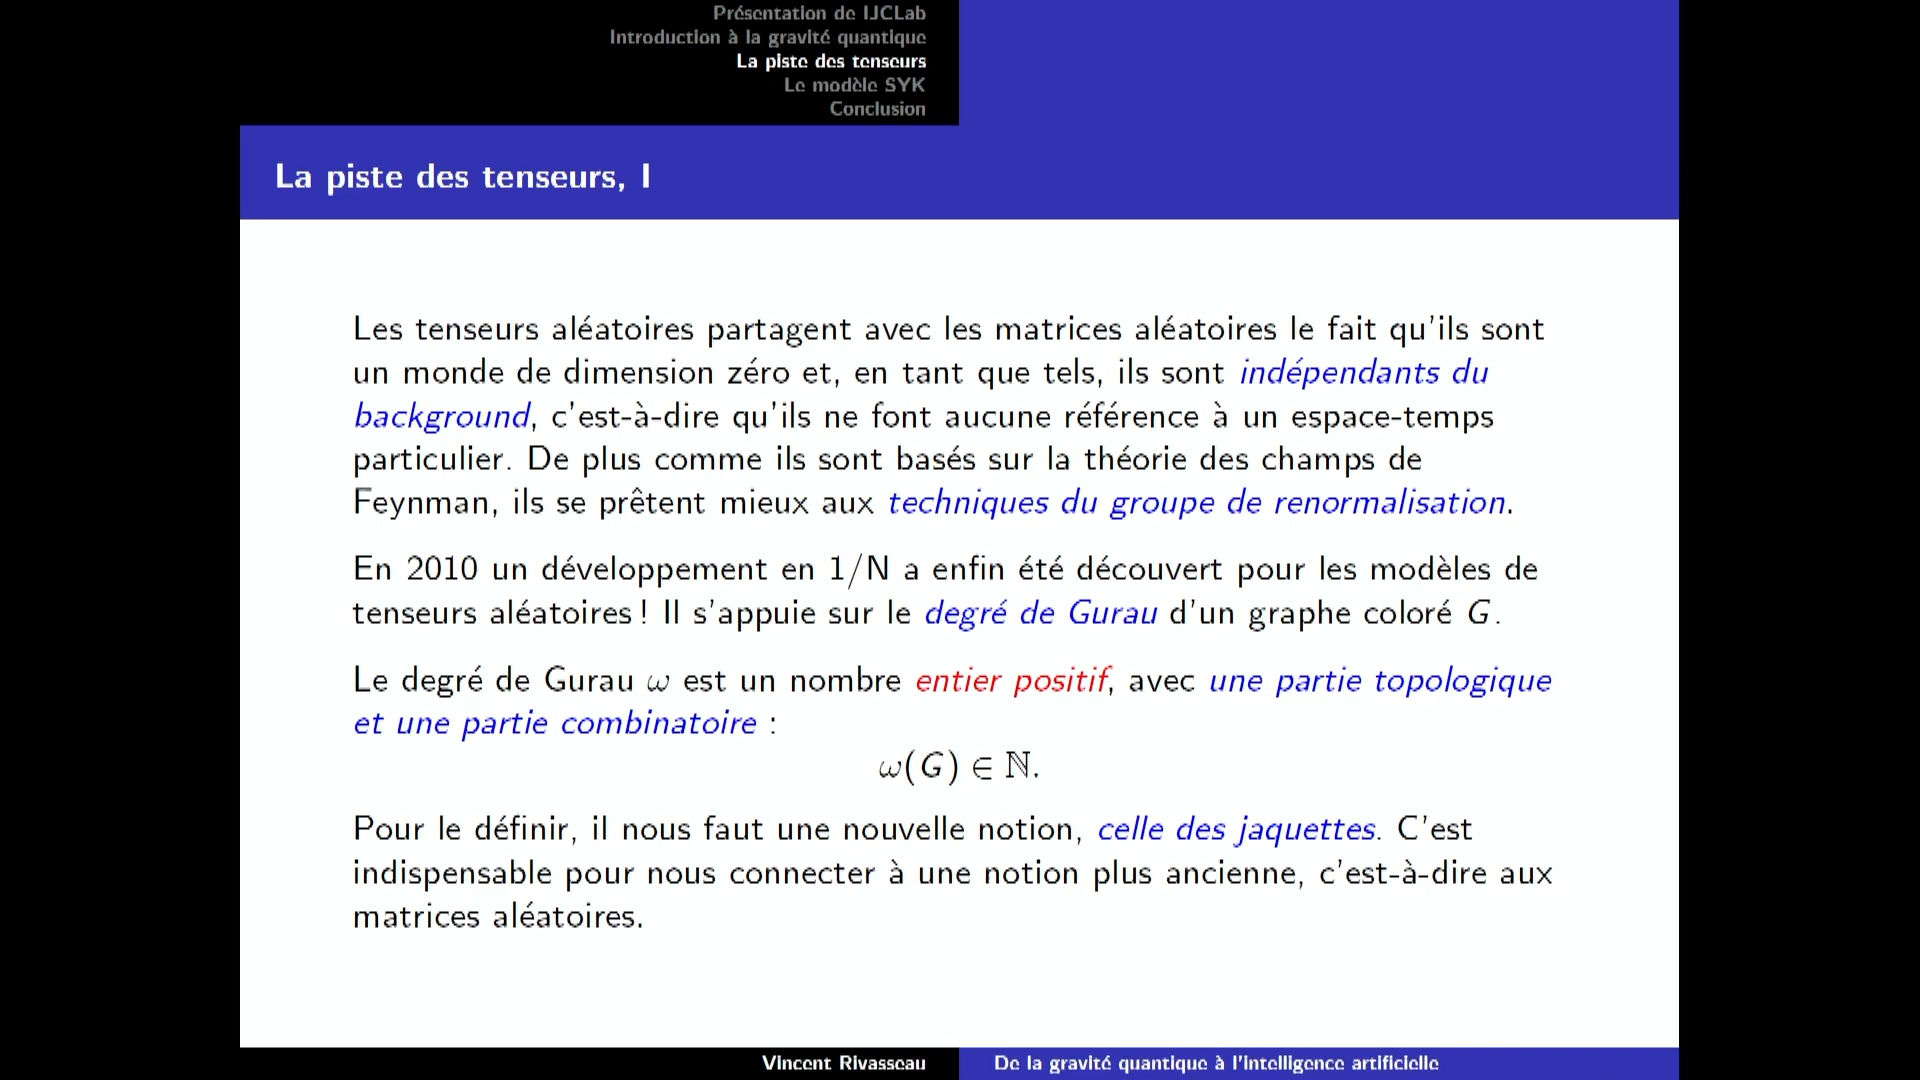 Présentation de IJCLab
Introduction à la gravité quantique
La piste des tenseurs
Le modèle SYK
Conclusion
La piste des tenseurs, I
Les tenseurs aléatoires partagent avec les matrices aléatoires le fait qu'ils sont
un monde de dimension zéro et, en tant que tels, ils sont indépendants du
background, c'est-à-dire qu'ils ne font aucune référence à un espace-temps
particulier. De plus comme ils sont basés sur la théorie des champs de
Feynman, ils se prêtent mieux aux techniques du groupe de renormalisation.
En 2010 un développement en 1/N a enfin été découvert pour les modèles de
tenseurs aléatoires ! Il s'appuie sur le degré de Gurau d'un graphe coloré G.
Le degré de Gurau ω est un nombre entier positif, avec une partie topologique
et une partie combinatoire :
ω(G) ∈ ℕ.
Pour le définir, il nous faut une nouvelle notion, celle des jaquettes. C'est
indispensable pour nous connecter à une notion plus ancienne, c'est-à-dire aux
matrices aléatoires.
Vincent Rivasseau
De la gravité quantique à l'intelligence artificielle